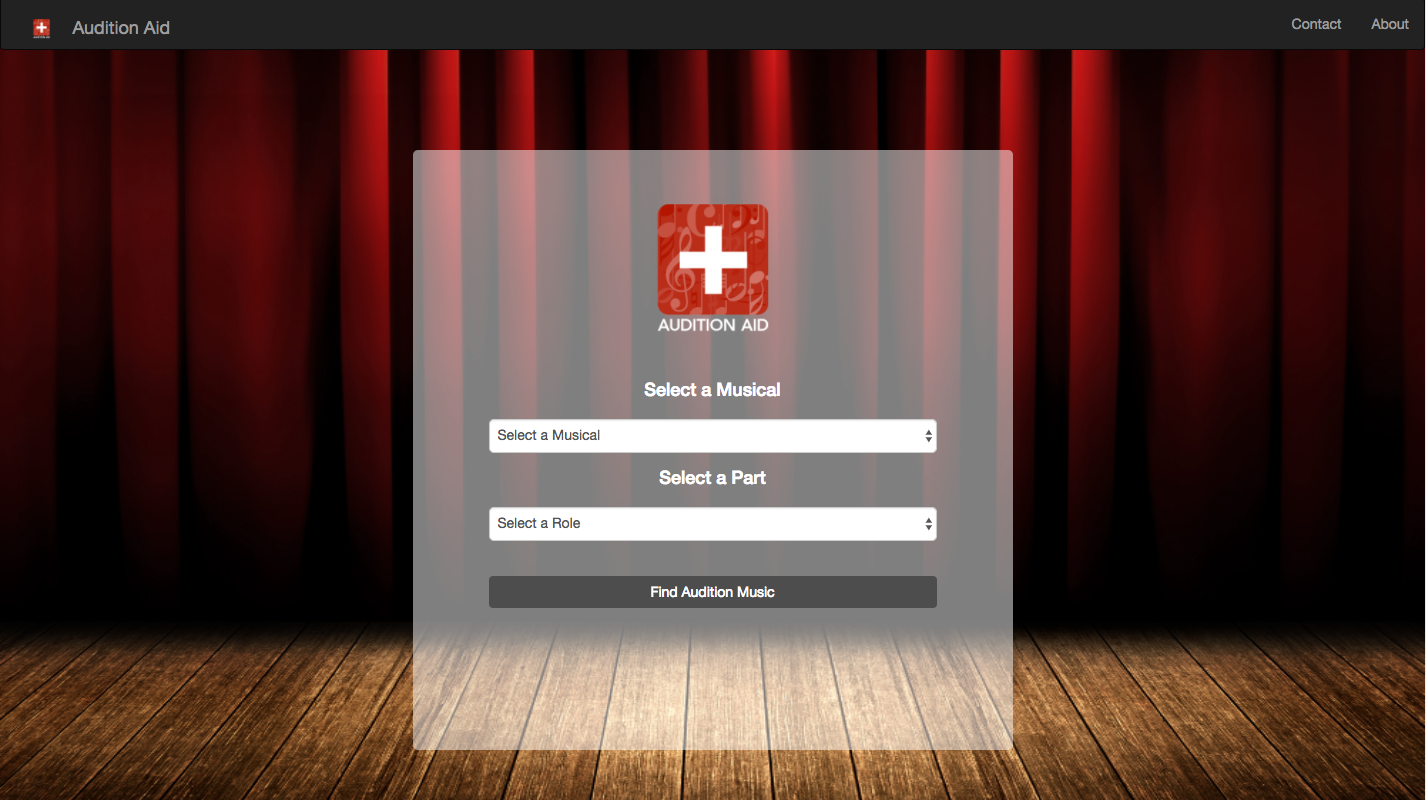 Audition Aid
Contact
About
AUDITION AID
Select a Musical
Select a Musical
Select a Part
Select a Role
Find Audition Music